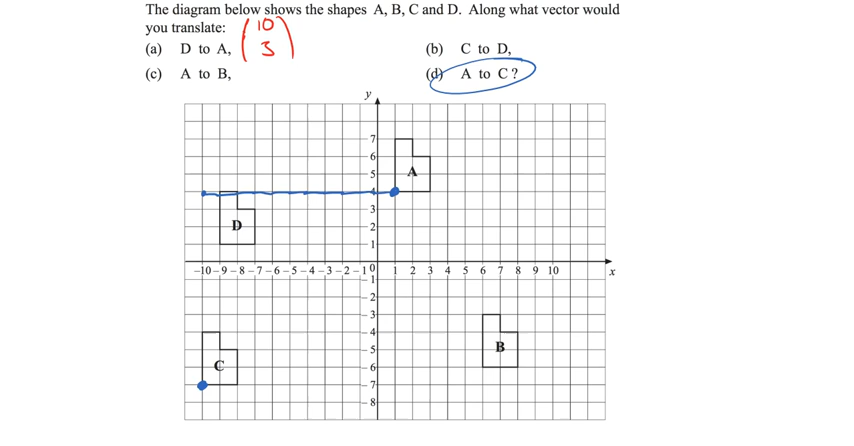 The diagram below shows the shapes A, B, C and D. Along what vector would
you translate:
(a) D to A, (10
3)
(b) C to D,
(c) A to B,
(d) A to C?
y
7
6
A
5
4
3
D
2
1
–10 –9 –8 –7 –6 –5 –4 –3 –2 –1 0 1 2 3 4 5 6 7 8 9 10 x
–1
–2
–3
–4
–5
B
C
–6
–7
–8